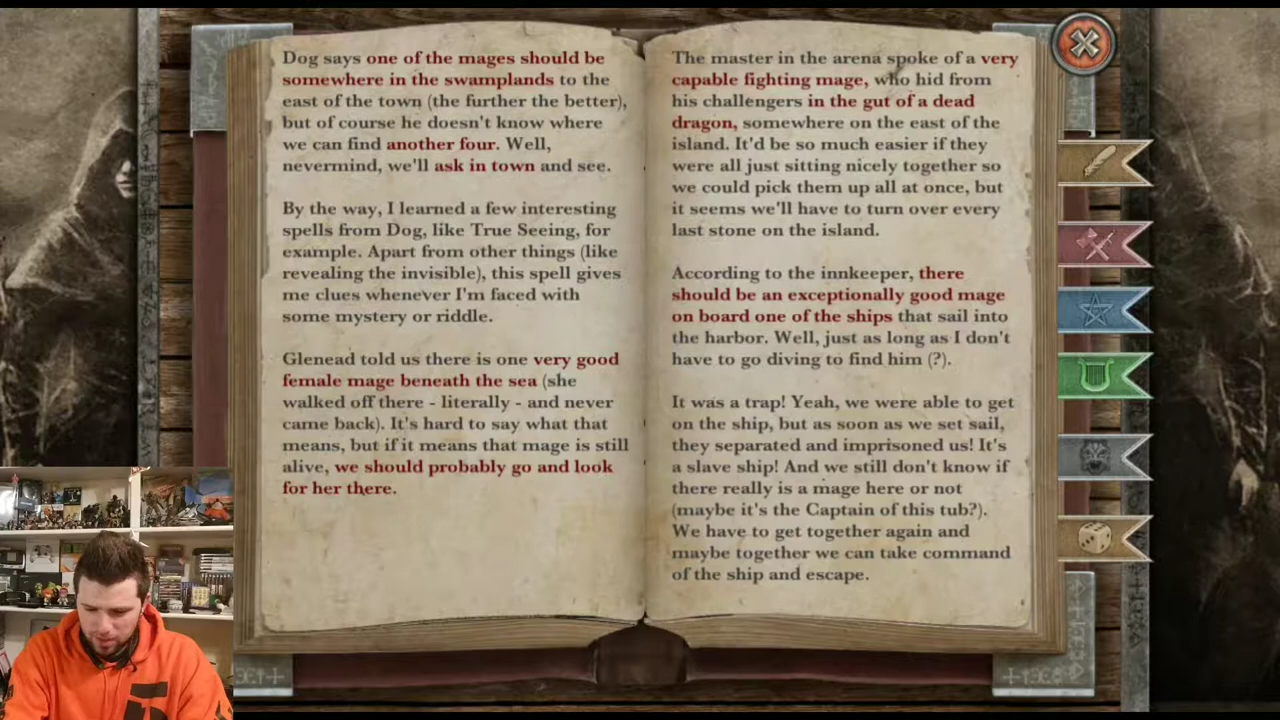 Dog says one of the mages should be
somewhere in the swamplands to the
east of the town (the further the better),
but of course he doesn't know where
we can find another four. Well,
nevermind, we'll ask in town and see.
By the way, I learned a few interesting
spells from Dog, like True Seeing, for
example. Apart from other things (like
revealing the invisible), this spell gives
me clues whenever I'm faced with
some mystery or riddle.
Glenead told us there is one very good
female mage beneath the sea (she
walked off there - literally - and never
came back). It's hard to say what that
means, but if it means that mage is still
alive, we should probably go and look
for her there.
The master in the arena spoke of a very
capable fighting mage, who hid from
his challengers in the gut of a dead
dragon, somewhere on the east of the
island. It'd be so much easier if they
were all just sitting nicely together so
we could pick them up all at once, but
it seems we'll have to turn over every
last stone on the island.
According to the innkeeper, there
should be an exceptionally good mage
on board one of the ships that sail into
the harbor. Well, just as long as I don't
have to go diving to find him (?).
It was a trap! Yeah, we were able to get
on the ship, but as soon as we set sail,
they separated and imprisoned us! It's
a slave ship! And we still don't know if
there really is a mage here or not
(maybe it's the Captain of this tub?).
We have to get together again and
maybe together we can take command
of the ship and escape.